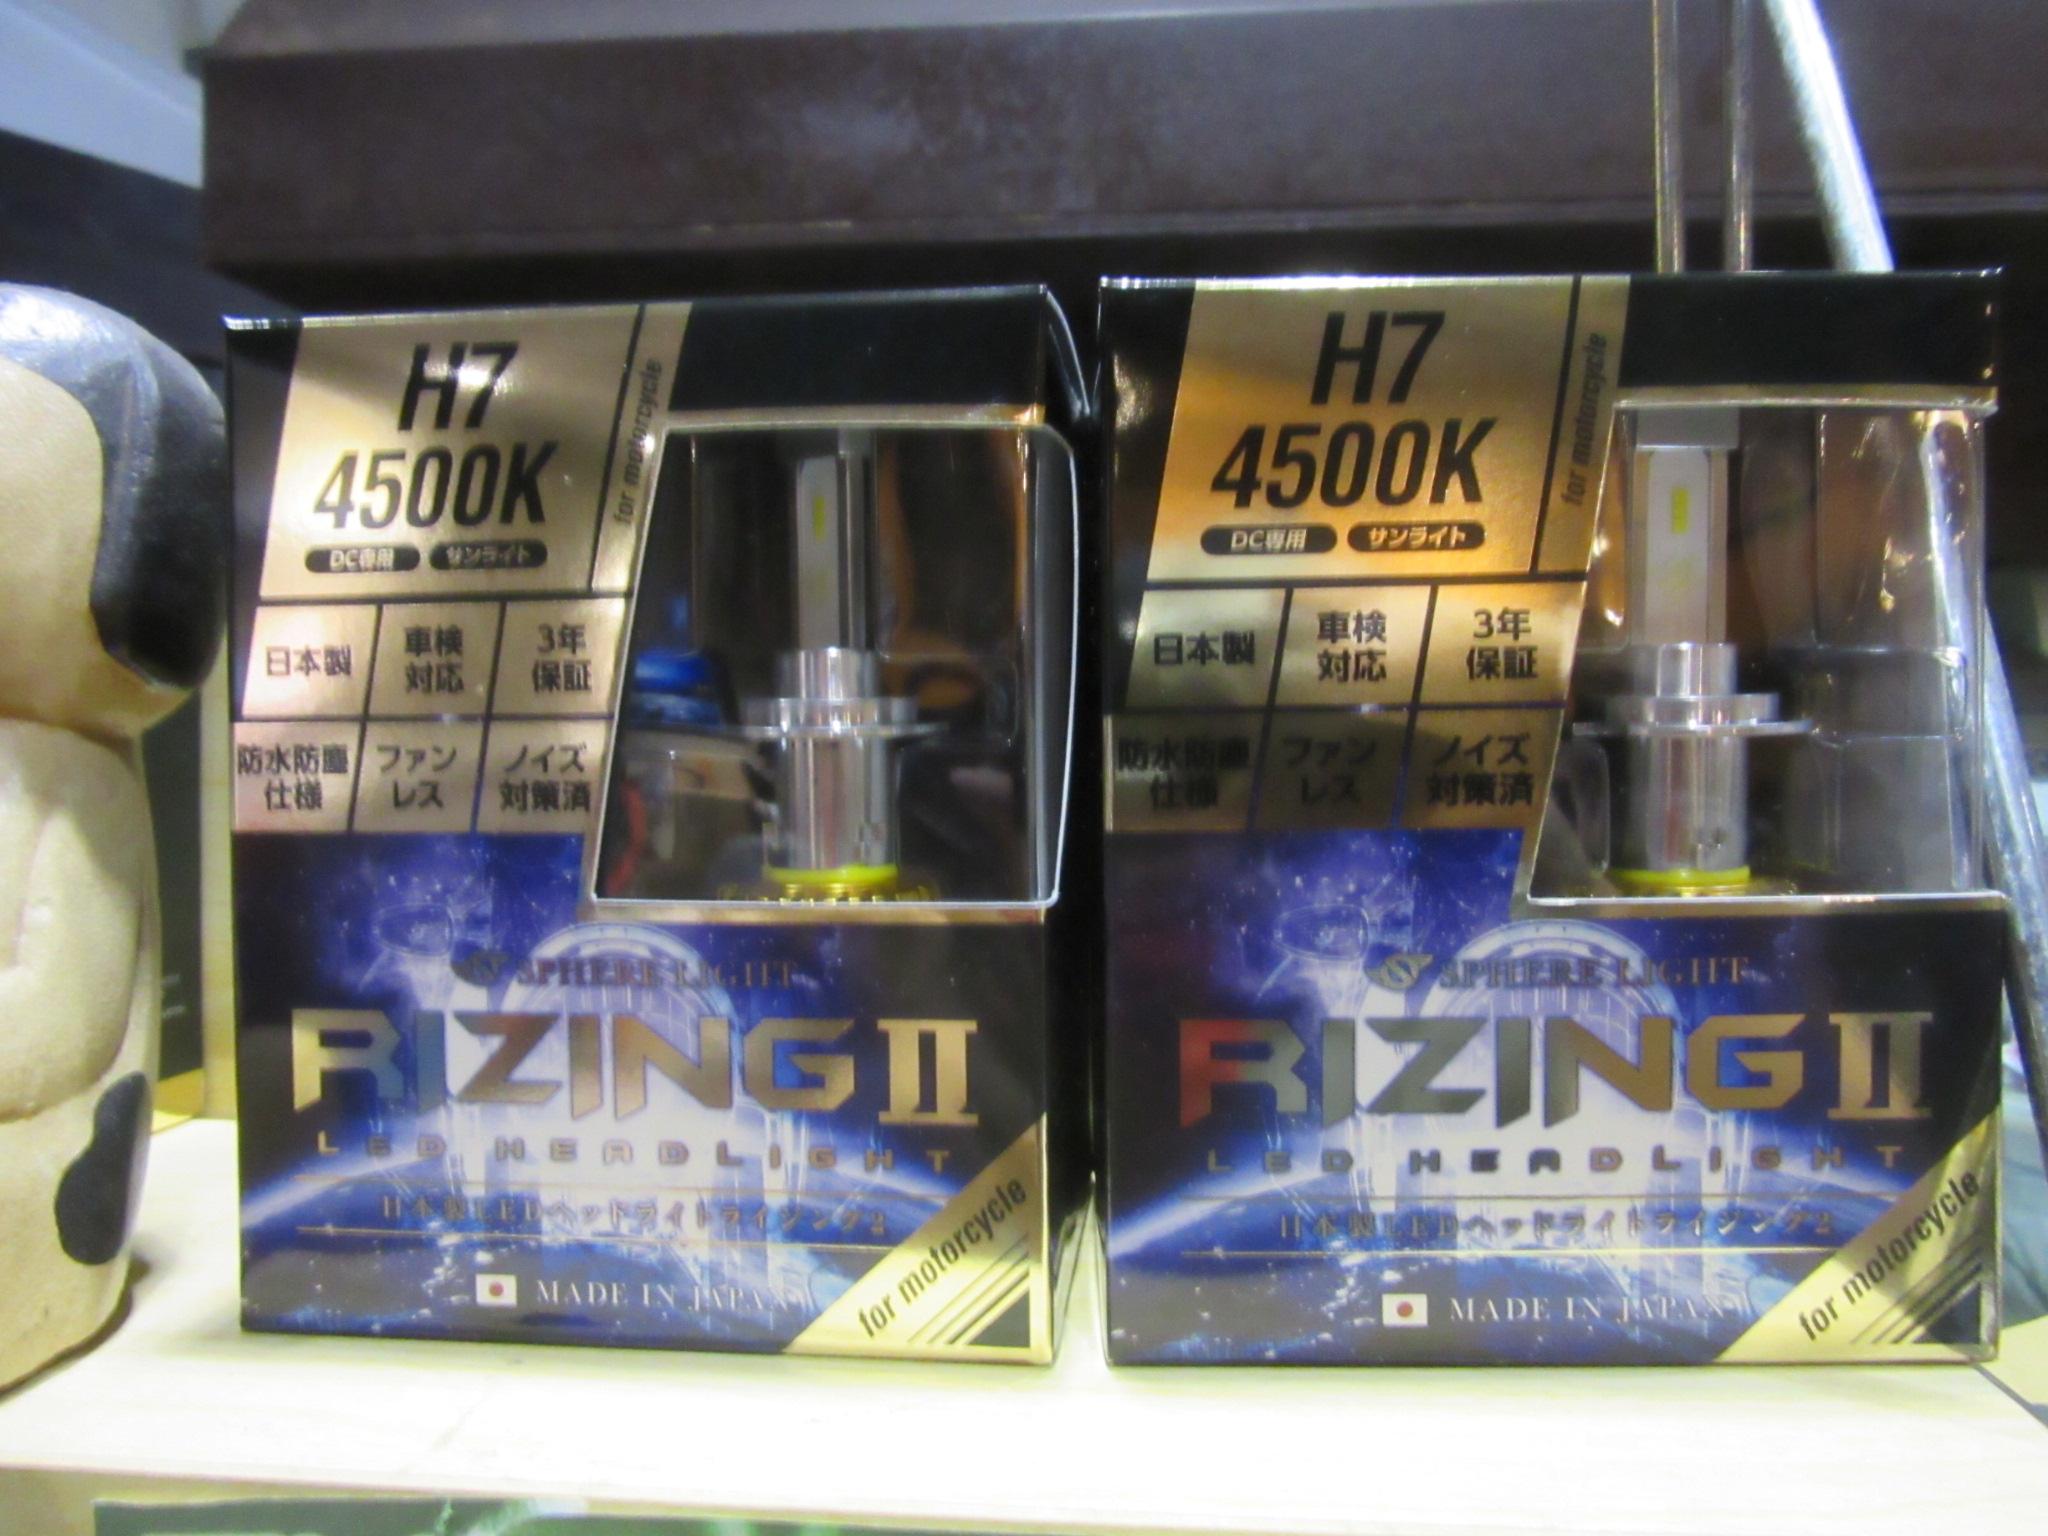 H7
for motorcycle
4500K
DC専用 サンライト
日本製
車検
対応
3年
保証
防水防塵
仕様
ファン
レス
ノイズ
対策済
SPHERE LIGHT
RIZING II
LED HEADLIGHT
日本製LEDヘッドライトライジング2
MADE IN JAPAN
for motorcycle
H7
for motorcycle
4500K
DC専用 サンライト
日本製
車検
対応
3年
保証
防水防塵
仕様
ファン
レス
ノイズ
対策済
SPHERE LIGHT
RIZING II
LED HEADLIGHT
日本製LEDヘッドライトライジング2
MADE IN JAPAN
for motorcycle